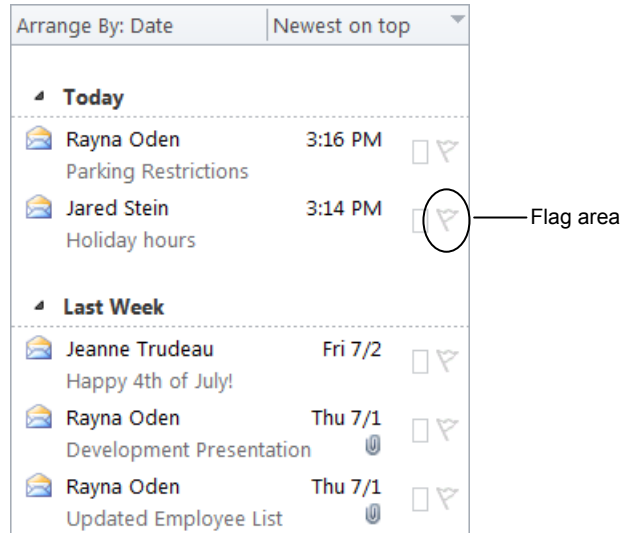 Arrange By: Date Newest on top
Today
Rayna Oden 3:16 PM
Parking Restrictions
Jared Stein 3:14 PM
Holiday hours
Flag area
Last Week
Jeanne Trudeau Fri 7/2
Happy 4th of July!
Rayna Oden Thu 7/1
Development Presentation
Rayna Oden Thu 7/1
Updated Employee List